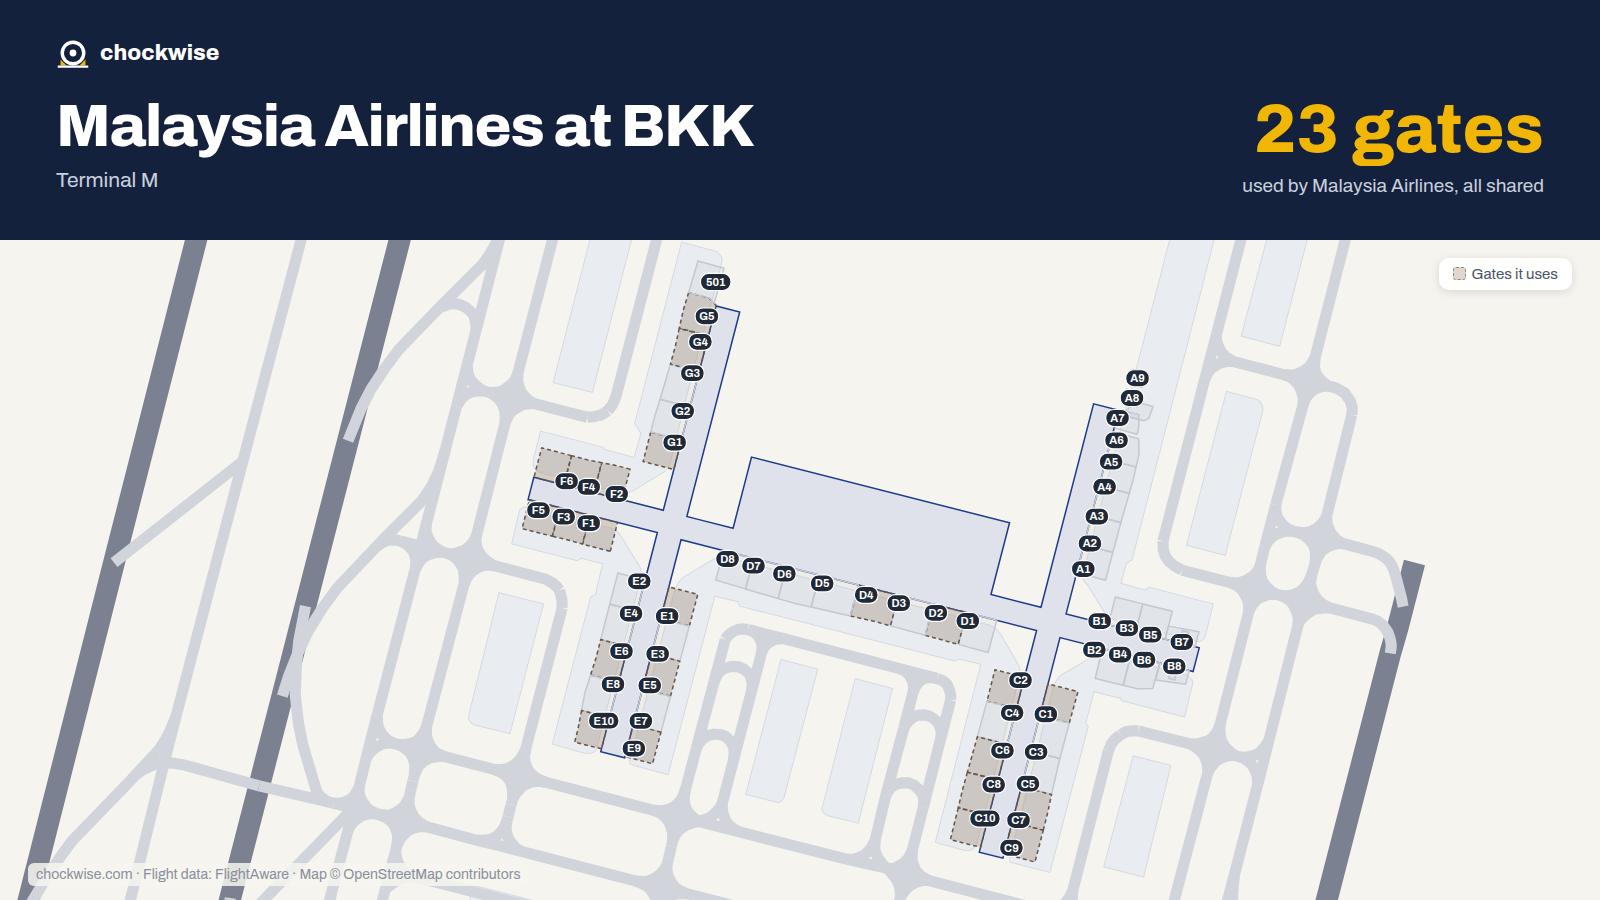 chockwise
Malaysia Airlines at BKK
Terminal M
23 gates
used by Malaysia Airlines, all shared
Gates it uses
501
G5
G4
G3
G2
G1
F6
F4
F2
F5
F3
F1
E2
E4
E1
E6
E3
E8
E5
E10
E7
E9
D8
D7
D6
D5
D4
D3
D2
D1
A9
A8
A7
A6
A5
A4
A3
A2
A1
B1
B3
B5
B7
B2
B4
B6
B8
C2
C4
C1
C6
C3
C8
C5
C10
C7
C9
chockwise.com · Flight data: FlightAware · Map © OpenStreetMap contributors